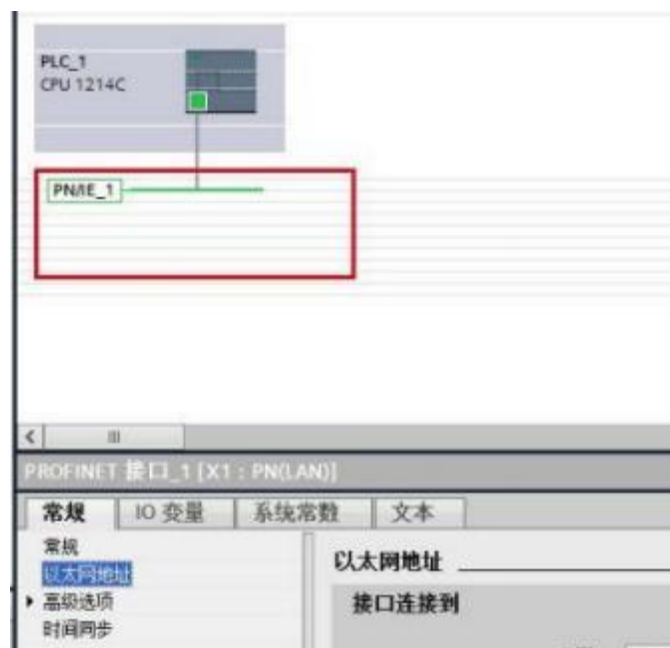 PLC_1
CPU 1214C
PN/IE_1
PROFINET 接口_1 [X1 : PN(LAN)]
常规 IO 变量 系统常数 文本
常规
以太网地址
高级选项
时间同步
以太网地址
接口连接到